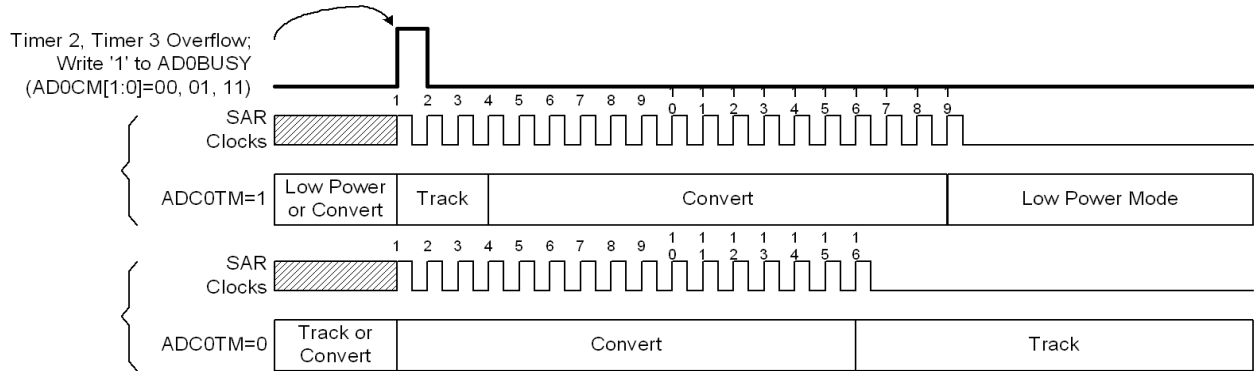 Timer 2, Timer 3 Overflow;
Write '1' to AD0BUSY
(AD0CM[1:0]=00, 01, 11)
1 2 3 4 5 6 7 8 9 10 11 12 13 14 15 16 17 18 19
SAR
Clocks
ADC0TM=1
Low Power
or Convert
Track
Convert
Low Power Mode
1 2 3 4 5 6 7 8 9 10 11 12 13 14 15 16
SAR
Clocks
ADC0TM=0
Track or
Convert
Convert
Track